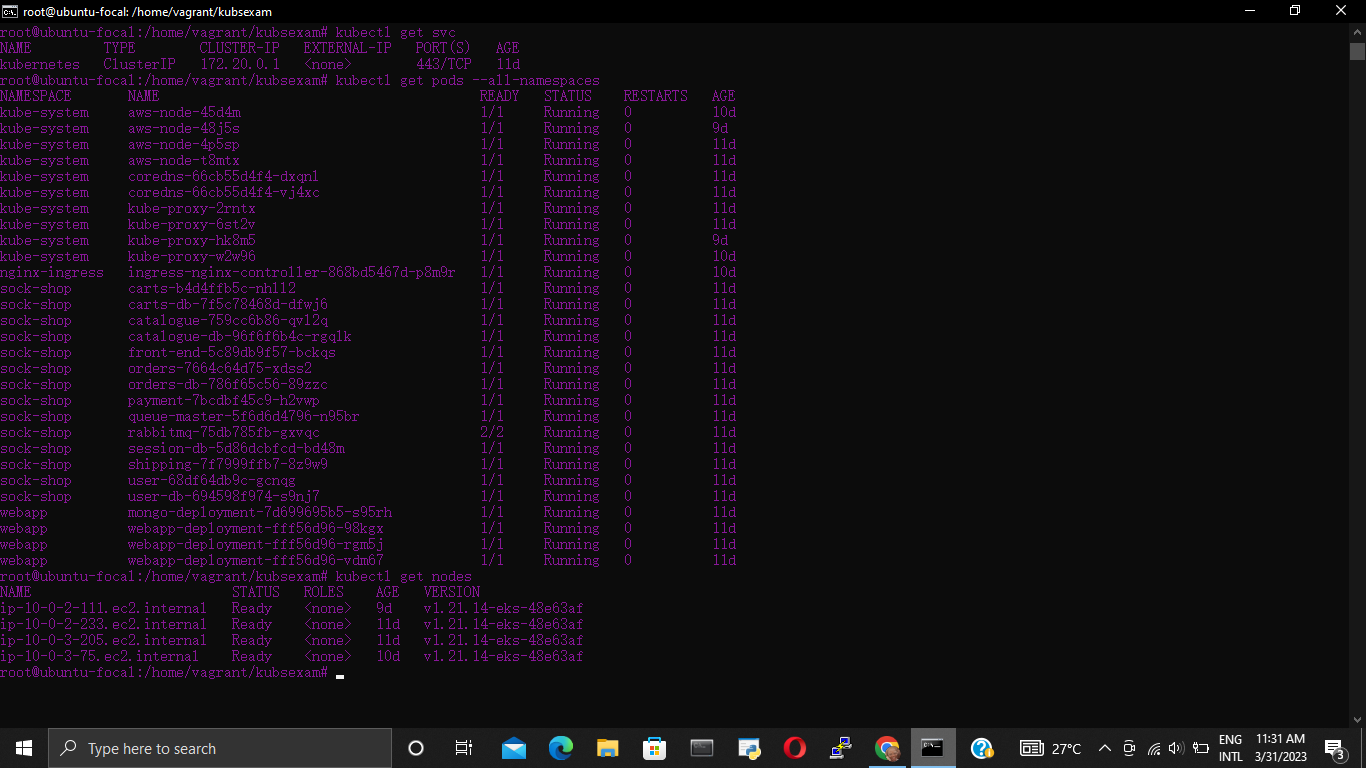 root@ubuntu-focal: /home/vagrant/kubsexam
root@ubuntu-focal:/home/vagrant/kubsexam# kubectl get svc
NAME         TYPE        CLUSTER-IP   EXTERNAL-IP   PORT(S)   AGE
kubernetes   ClusterIP   172.20.0.1   <none>        443/TCP   11d
root@ubuntu-focal:/home/vagrant/kubsexam# kubectl get pods --all-namespaces
NAMESPACE       NAME                                        READY   STATUS    RESTARTS   AGE
kube-system     aws-node-45d4m                              1/1     Running   0          10d
kube-system     aws-node-48j5s                              1/1     Running   0          9d
kube-system     aws-node-4p5sp                              1/1     Running   0          11d
kube-system     aws-node-t8mtx                              1/1     Running   0          11d
kube-system     coredns-66cb55d4f4-dxqnl                    1/1     Running   0          11d
kube-system     coredns-66cb55d4f4-vj4xc                    1/1     Running   0          11d
kube-system     kube-proxy-2rntx                            1/1     Running   0          11d
kube-system     kube-proxy-6st2v                            1/1     Running   0          11d
kube-system     kube-proxy-hk8m5                            1/1     Running   0          9d
kube-system     kube-proxy-w2w96                            1/1     Running   0          10d
nginx-ingress   ingress-nginx-controller-868bd5467d-p8m9r   1/1     Running   0          10d
sock-shop       carts-b4d4ffb5c-nhll2                       1/1     Running   0          11d
sock-shop       carts-db-7f5c78468d-dfwj6                   1/1     Running   0          11d
sock-shop       catalogue-759cc6b86-qvl2q                   1/1     Running   0          11d
sock-shop       catalogue-db-96f6f6b4c-rgqlk                1/1     Running   0          11d
sock-shop       front-end-5c89db9f57-bckqs                  1/1     Running   0          11d
sock-shop       orders-7664c64d75-xdss2                     1/1     Running   0          11d
sock-shop       orders-db-786f65c56-89zzc                   1/1     Running   0          11d
sock-shop       payment-7bcdbf45c9-h2vwp                    1/1     Running   0          11d
sock-shop       queue-master-5f6d6d4796-n95br               1/1     Running   0          11d
sock-shop       rabbitmq-75db785fb-gxvqc                    2/2     Running   0          11d
sock-shop       session-db-5d86dcbfcd-bd48m                 1/1     Running   0          11d
sock-shop       shipping-7f7999ffb7-8z9w9                   1/1     Running   0          11d
sock-shop       user-68df64db9c-gcnqg                       1/1     Running   0          11d
sock-shop       user-db-694598f974-s9nj7                    1/1     Running   0          11d
webapp          mongo-deployment-7d699695b5-s95rh           1/1     Running   0          11d
webapp          webapp-deployment-fff56d96-98kgx            1/1     Running   0          11d
webapp          webapp-deployment-fff56d96-rgm5j            1/1     Running   0          11d
webapp          webapp-deployment-fff56d96-vdm67            1/1     Running   0          11d
root@ubuntu-focal:/home/vagrant/kubsexam# kubectl get nodes
NAME                         STATUS   ROLES    AGE   VERSION
ip-10-0-2-111.ec2.internal   Ready    <none>   9d    v1.21.14-eks-48e63af
ip-10-0-2-233.ec2.internal   Ready    <none>   11d   v1.21.14-eks-48e63af
ip-10-0-3-205.ec2.internal   Ready    <none>   11d   v1.21.14-eks-48e63af
ip-10-0-3-75.ec2.internal    Ready    <none>   10d   v1.21.14-eks-48e63af
root@ubuntu-focal:/home/vagrant/kubsexam#
Type here to search
27°C
ENG
INTL
11:31 AM
3/31/2023
3